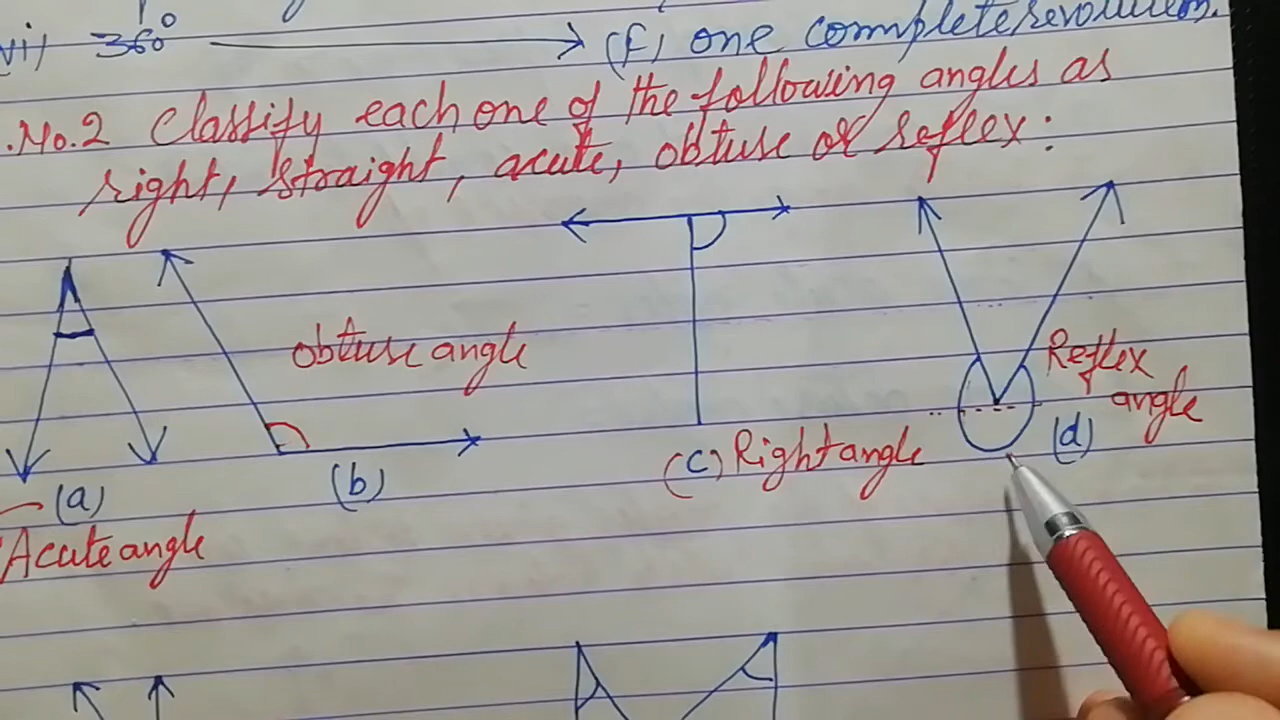 vi) 360° → (f) one complete revolution.
.No.2 Classify each one of the following angles as
right, straight, acute, obtuse or reflex:
obtuse angle
Reflex
angle
(a) (b) (c) Right angle (d)
Acute angle